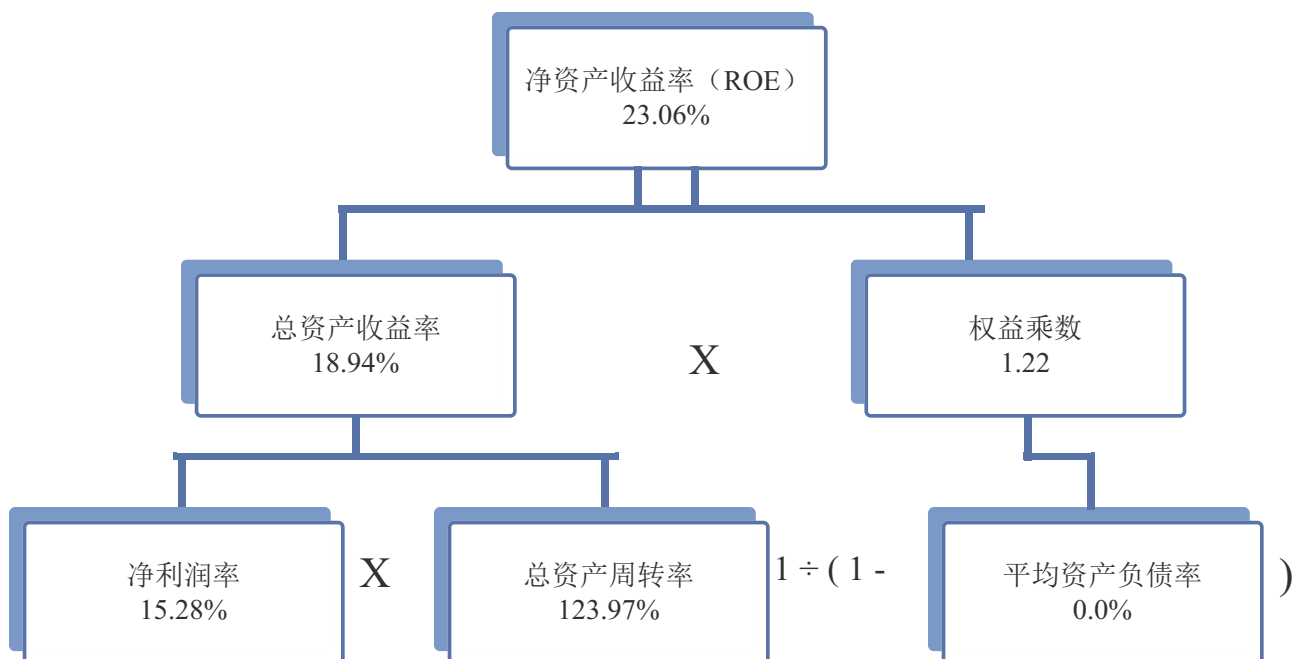 净资产收益率（ROE）
23.06%
总资产收益率
18.94%
X
权益乘数
1.22
净利润率
15.28%
X
总资产周转率
123.97%
1 ÷ ( 1 -
平均资产负债率
0.0%
)